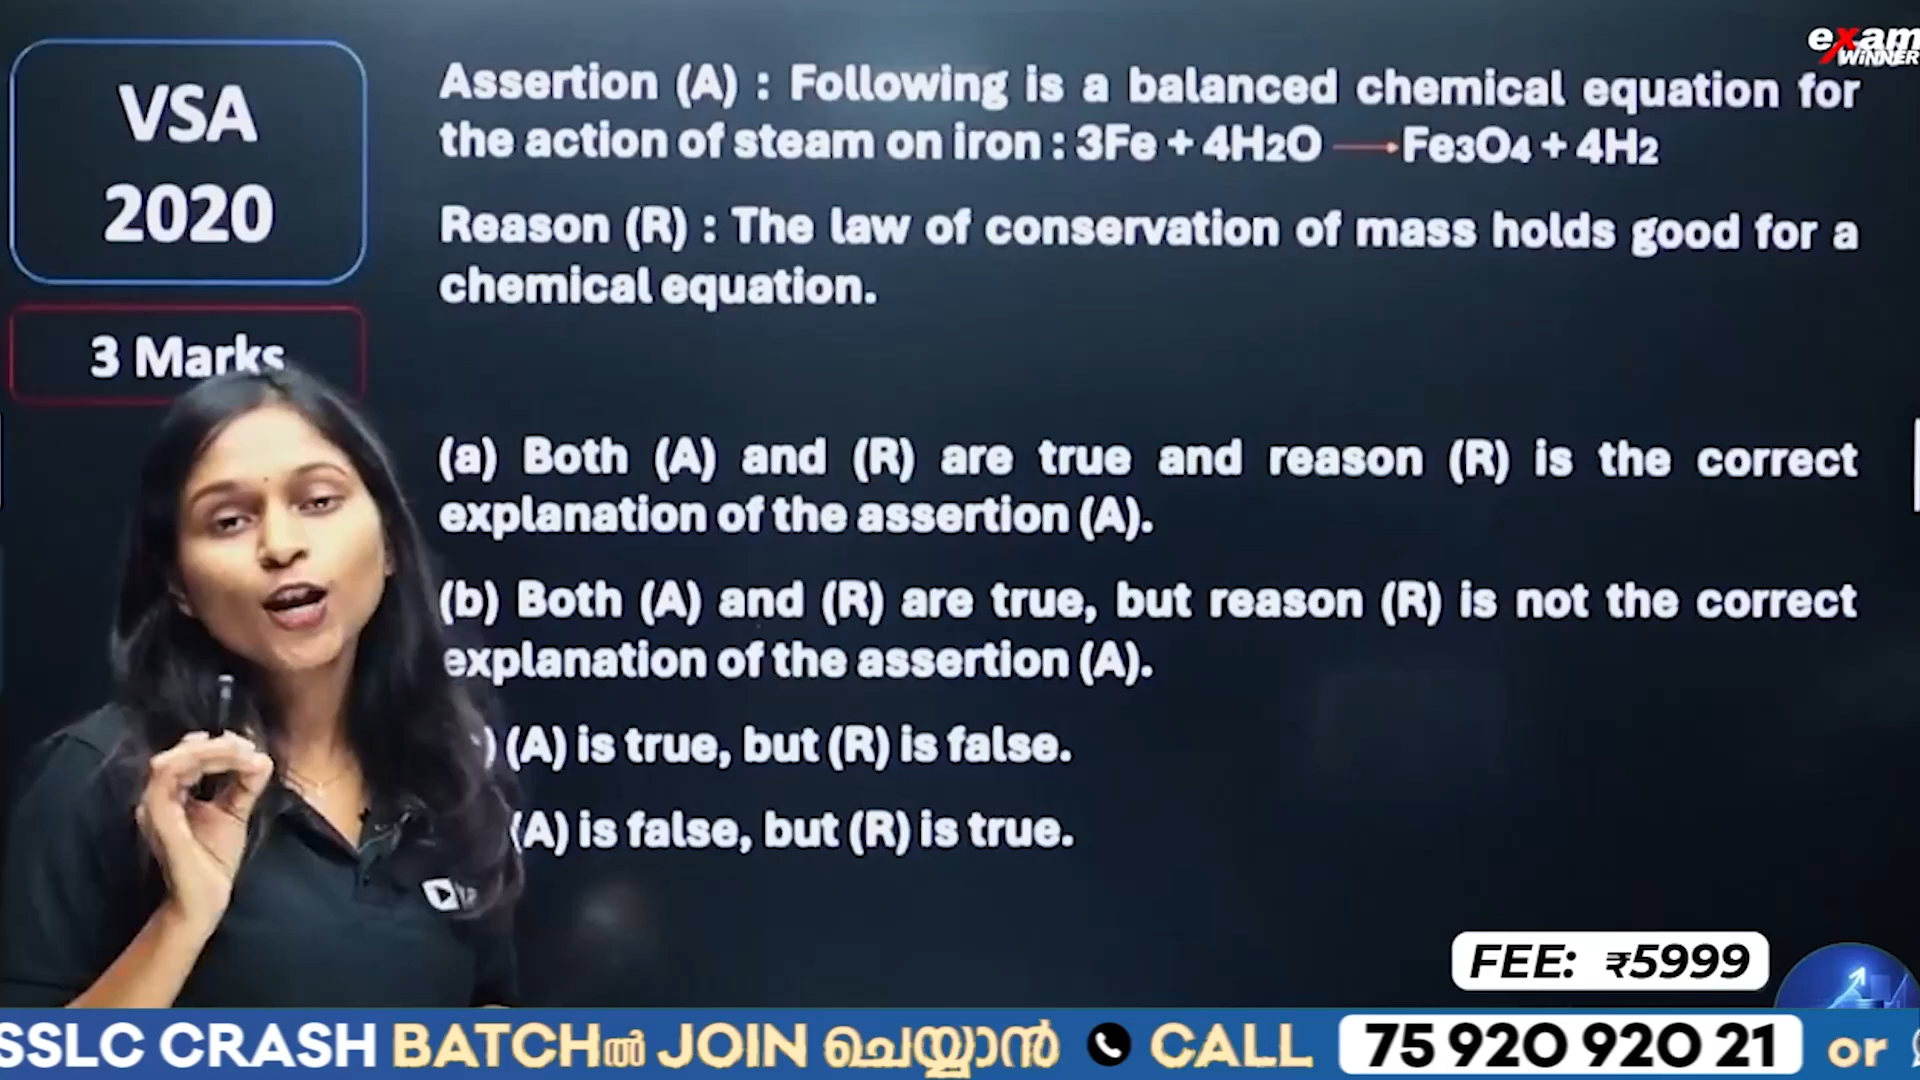 exam
WINNER
VSA
2020
3 Marks
Assertion (A) : Following is a balanced chemical equation for
the action of steam on iron : 3Fe + 4H2O ⟶ Fe3O4 + 4H2
Reason (R) : The law of conservation of mass holds good for a
chemical equation.
(a) Both (A) and (R) are true and reason (R) is the correct
explanation of the assertion (A).
(b) Both (A) and (R) are true, but reason (R) is not the correct
explanation of the assertion (A).
) (A) is true, but (R) is false.
(A) is false, but (R) is true.
FEE: ₹5999
SSLC CRASH BATCHൽ JOIN ചെയ്യാൻ CALL 75 920 920 21 or